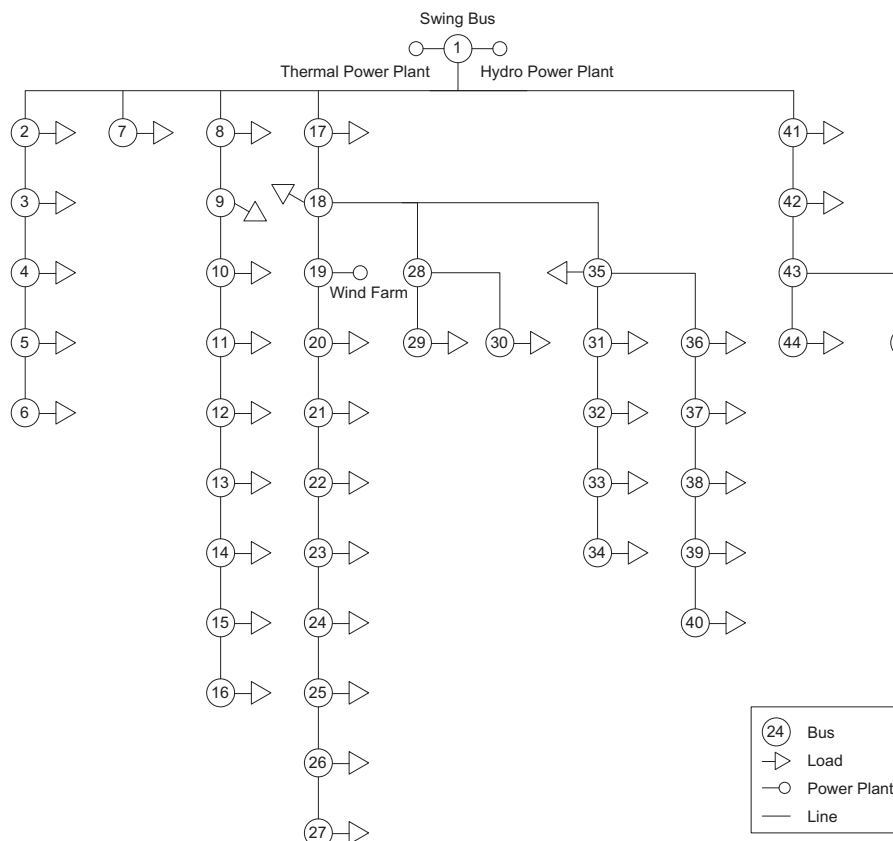 Swing Bus
1
Thermal Power Plant Hydro Power Plant
2 7 8 17 41
3 9 18 42
4 10 19 28 35 43
Wind Farm
5 11 20 29 30 31 36 44
6 12 21 32 37
13 22 33 38
14 23 34 39
15 24 40
16 25
24 Bus
26
Load
Power Plant
Line
27